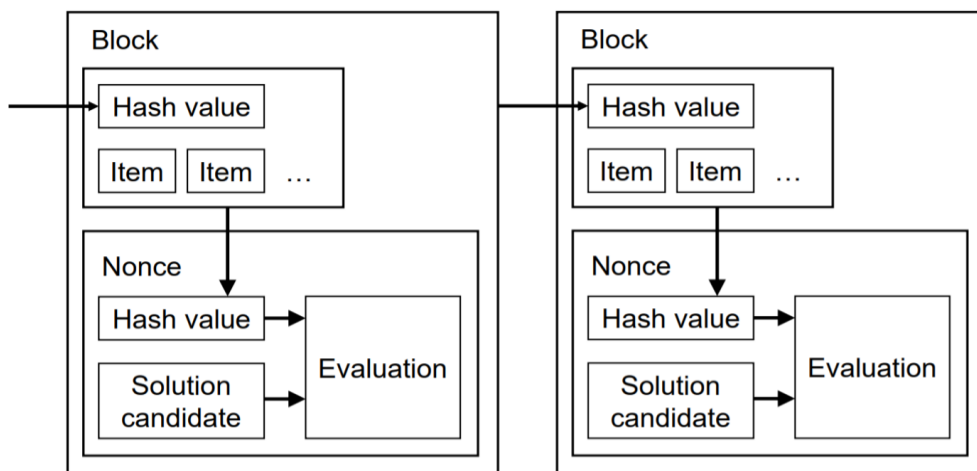 Block
Hash value
Item Item ...
Nonce
Hash value
Solution
candidate
Evaluation
Block
Hash value
Item Item ...
Nonce
Hash value
Solution
candidate
Evaluation